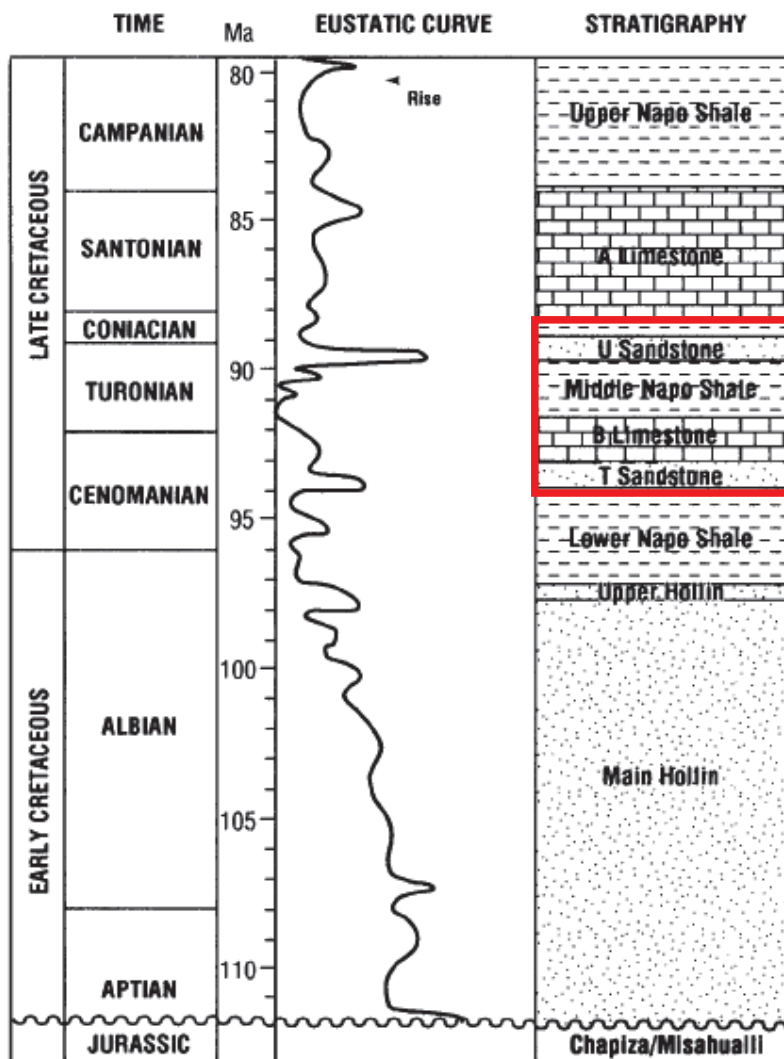 TIME Ma EUSTATIC CURVE STRATIGRAPHY
80
Rise
Upper Napo Shale
CAMPANIAN
LATE CRETACEOUS
85
SANTONIAN
A Limestone
CONIACIAN
U Sandstone
90
TURONIAN
Middle Napo Shale
B Limestone
T Sandstone
CENOMANIAN
95
Lower Napo Shale
Upper Hollin
100
EARLY CRETACEOUS
ALBIAN
Main Hollin
105
110
APTIAN
JURASSIC
Chapiza/Misahualli